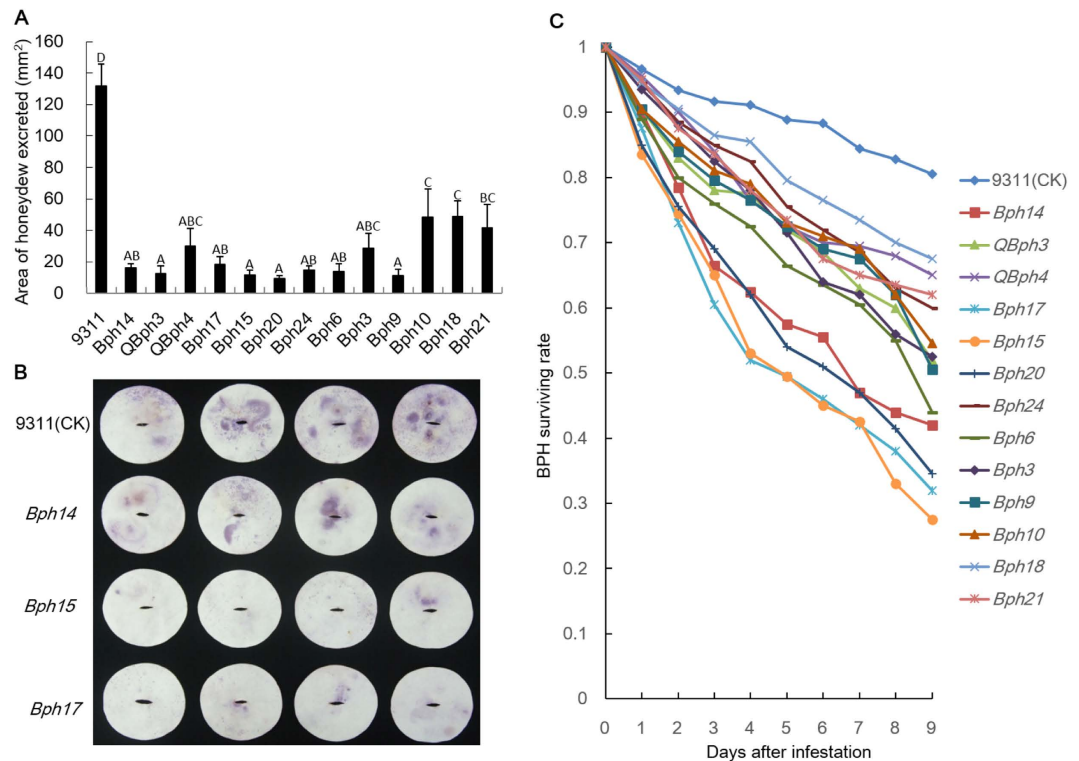 A
Area of honeydew excreted (mm²)
160
140
120
100
80
60
40
20
0
D
AB
A
ABC
AB
A
A
AB
AB
ABC
A
C
C
BC
9311
Bph14
QBph3
QBph4
Bph17
Bph15
Bph20
Bph24
Bph6
Bph3
Bph9
Bph10
Bph18
Bph21
B
9311(CK)
Bph14
Bph15
Bph17
C
BPH surviving rate
1
0.9
0.8
0.7
0.6
0.5
0.4
0.3
0.2
0.1
0
0 1 2 3 4 5 6 7 8 9
Days after infestation
9311(CK)
Bph14
QBph3
QBph4
Bph17
Bph15
Bph20
Bph24
Bph6
Bph3
Bph9
Bph10
Bph18
Bph21